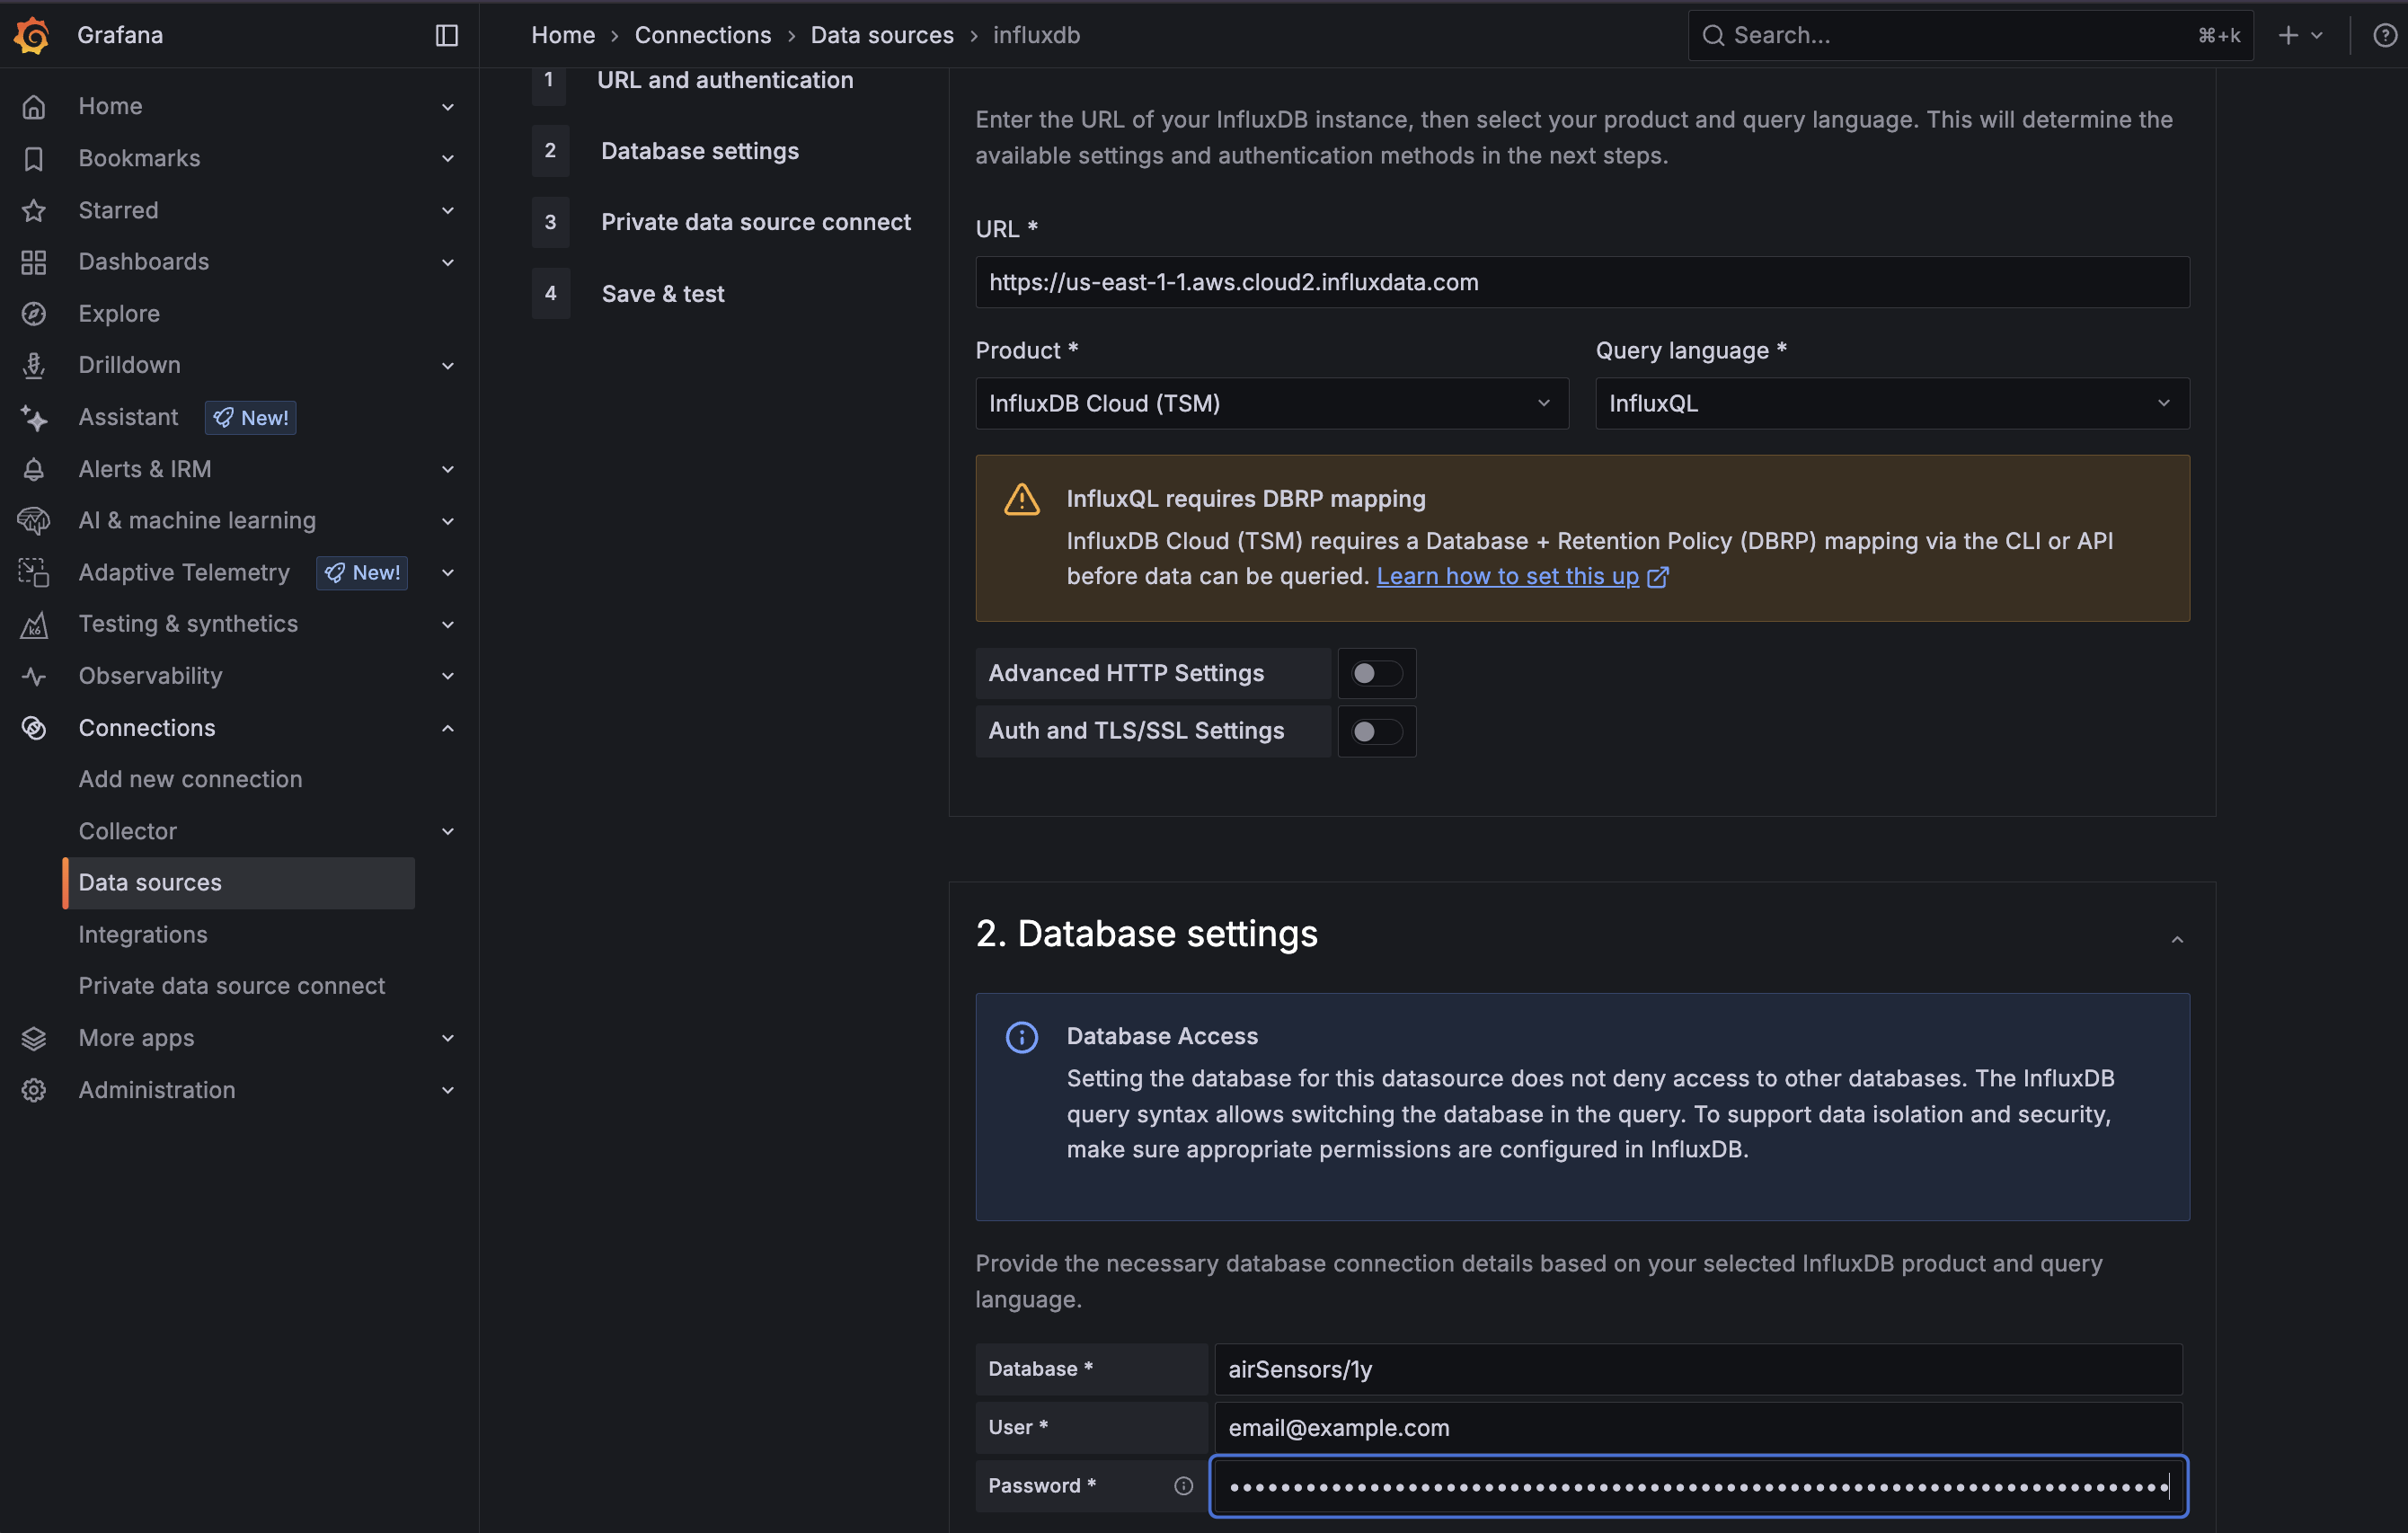 Grafana
Home › Connections › Data sources › influxdb
Search...
⌘+k
Home
Bookmarks
Starred
Dashboards
Explore
Drilldown
Assistant New!
Alerts & IRM
AI & machine learning
Adaptive Telemetry New!
k6
Testing & synthetics
Observability
Connections
Add new connection
Collector
Data sources
Integrations
Private data source connect
More apps
Administration
1 URL and authentication
2 Database settings
3 Private data source connect
4 Save & test
Enter the URL of your InfluxDB instance, then select your product and query language. This will determine the
available settings and authentication methods in the next steps.
URL *
https://us-east-1-1.aws.cloud2.influxdata.com
Product * Query language *
InfluxDB Cloud (TSM) InfluxQL
InfluxQL requires DBRP mapping
InfluxDB Cloud (TSM) requires a Database + Retention Policy (DBRP) mapping via the CLI or API
before data can be queried. Learn how to set this up
Advanced HTTP Settings
Auth and TLS/SSL Settings
2. Database settings
Database Access
Setting the database for this datasource does not deny access to other databases. The InfluxDB
query syntax allows switching the database in the query. To support data isolation and security,
make sure appropriate permissions are configured in InfluxDB.
Provide the necessary database connection details based on your selected InfluxDB product and query
language.
Database * airSensors/1y
User * email@example.com
Password *